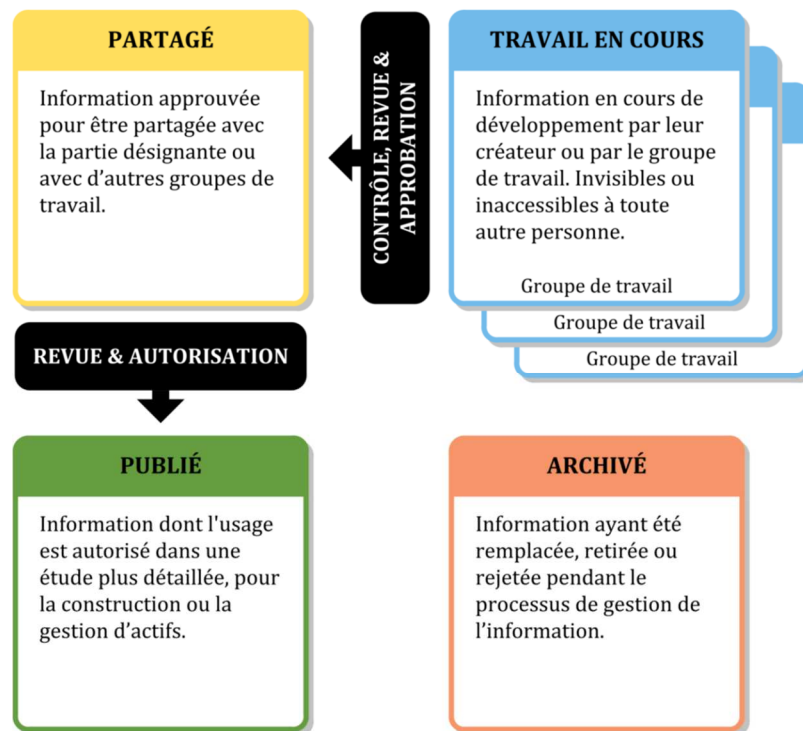 PARTAGÉ
Information approuvée
pour être partagée avec
la partie désignante ou
avec d’autres groupes de
travail.
CONTRÔLE, REVUE &
APPROBATION
TRAVAIL EN COURS
Information en cours de
développement par leur
créateur ou par le groupe
de travail. Invisibles ou
inaccessibles à toute
autre personne.
Groupe de travail
Groupe de travail
Groupe de travail
REVUE & AUTORISATION
PUBLIÉ
Information dont l'usage
est autorisé dans une
étude plus détaillée, pour
la construction ou la
gestion d’actifs.
ARCHIVÉ
Information ayant été
remplacée, retirée ou
rejetée pendant le
processus de gestion de
l’information.